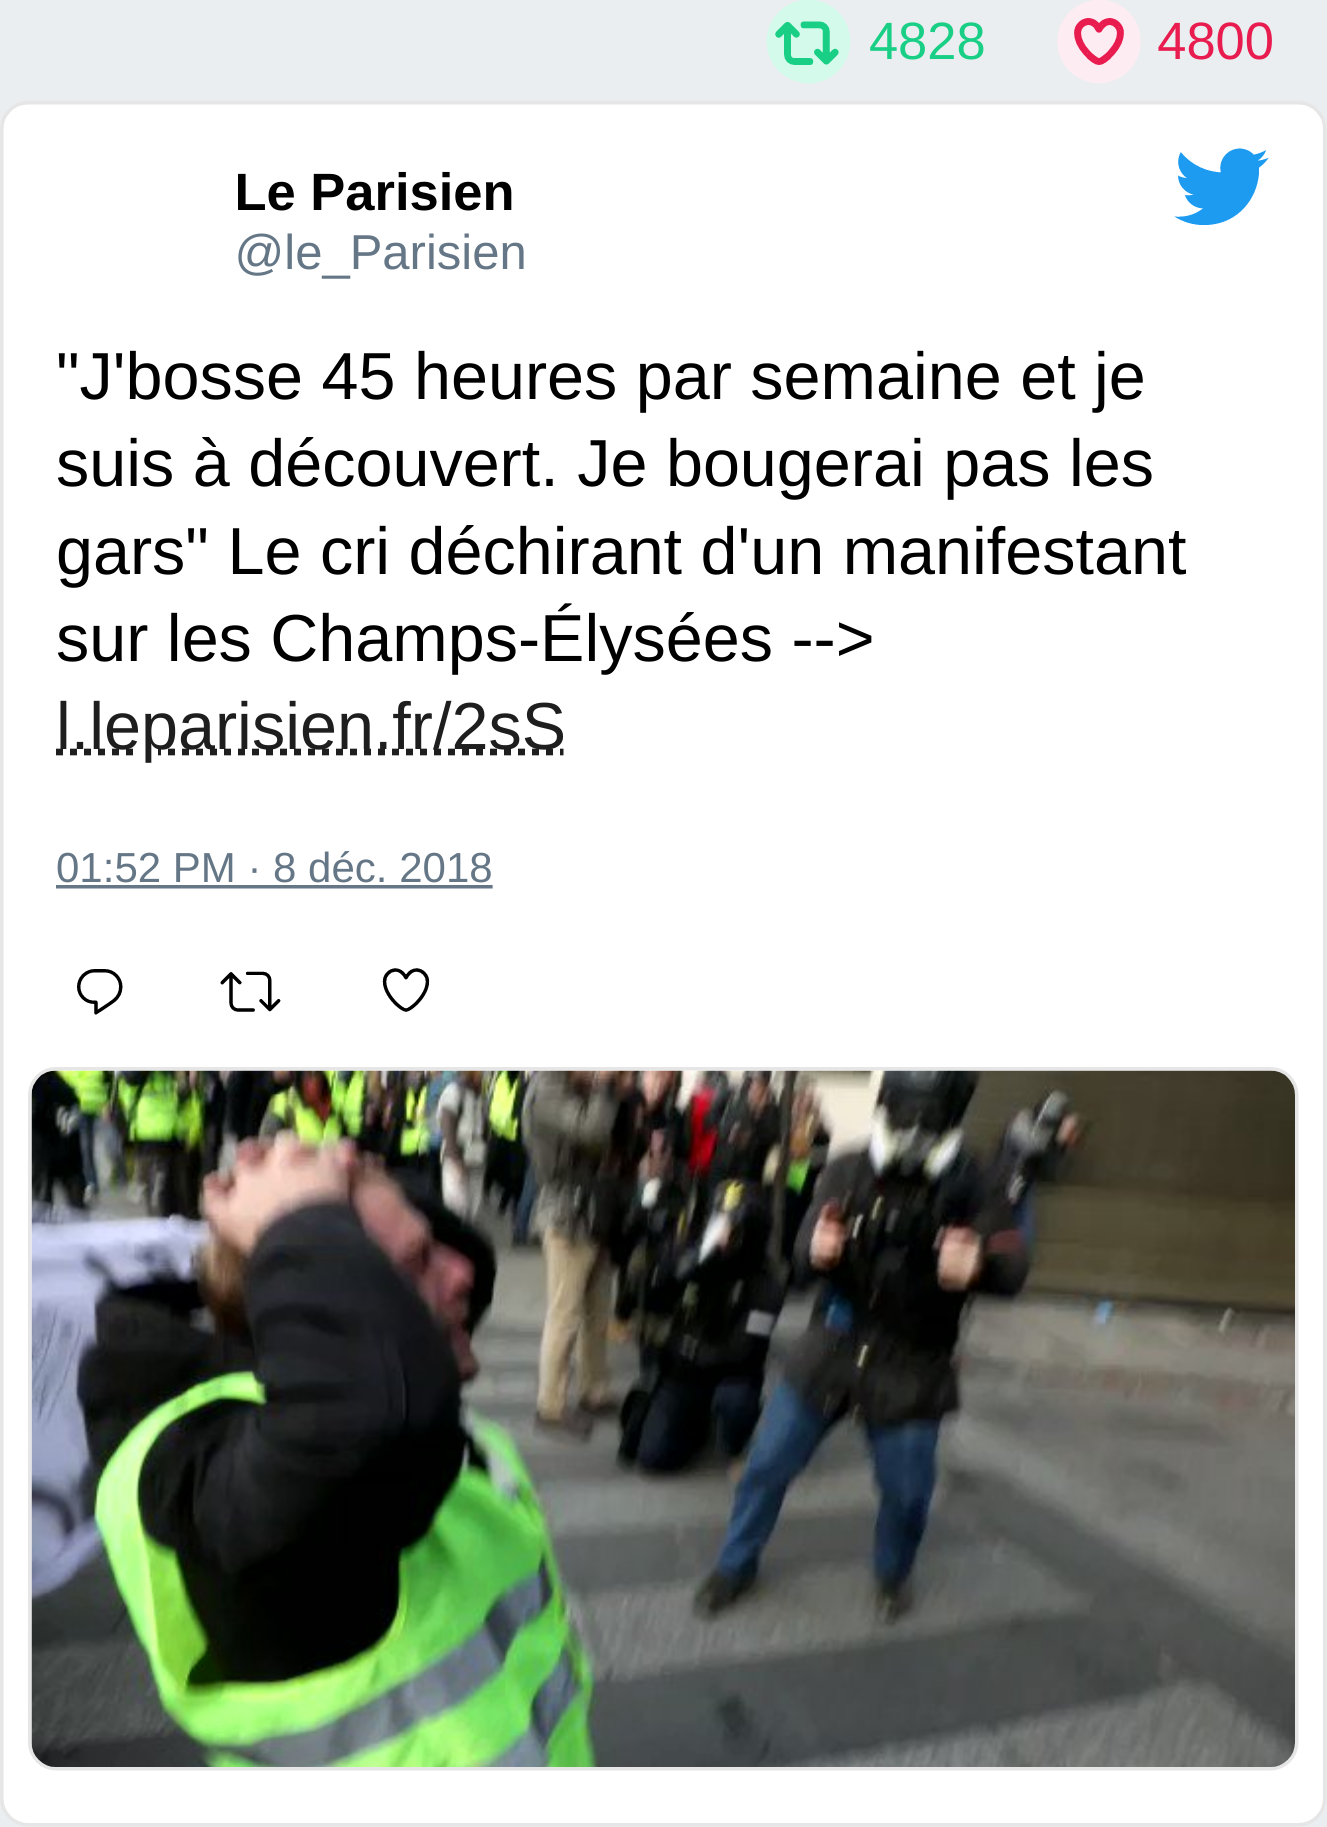 4828 4800
Le Parisien
@le_Parisien
"J'bosse 45 heures par semaine et je
suis à découvert. Je bougerai pas les
gars" Le cri déchirant d'un manifestant
sur les Champs-Élysées -->
l.leparisien.fr/2sS
01:52 PM · 8 déc. 2018